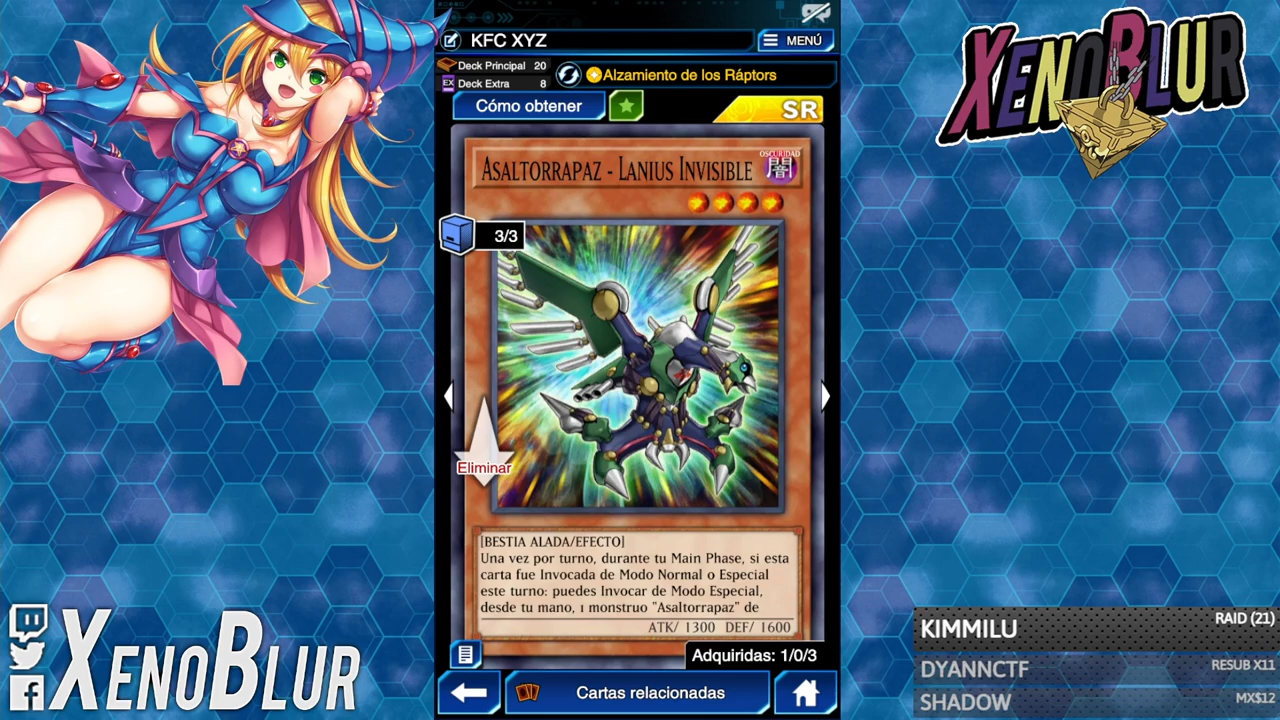 KFC XYZ
MENÚ
Deck Principal 20
EX Deck Extra 8
Alzamiento de los Ráptors
Cómo obtener
SR
XENOBLUR
ASALTORRAPAZ - LANIUS INVISIBLE
OSCURIDAD
闇
3/3
Eliminar
[BESTIA ALADA/EFECTO]
Una vez por turno, durante tu Main Phase, si esta
carta fue Invocada de Modo Normal o Especial
este turno: puedes Invocar de Modo Especial,
desde tu mano, 1 monstruo "Asaltorrapaz" de
ATK/ 1300 DEF/ 1600
Adquiridas: 1/0/3
Cartas relacionadas
XENOBLUR
KIMMILU RAID (21)
DYANNCTF RESUB X11
SHADOW MX$12